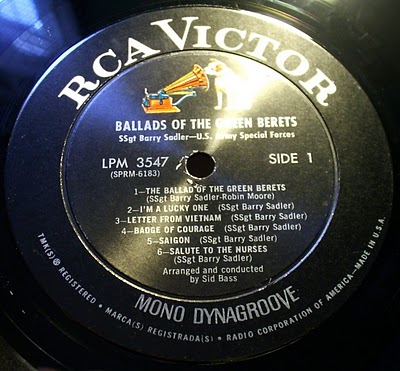 RCA VICTOR
BALLADS OF THE GREEN BERETS
SSgt Barry Sadler—U.S. Army Special Forces
LPM 3547
(SPRM-6183)
SIDE 1
1—THE BALLAD OF THE GREEN BERETS
(SSgt Barry Sadler-Robin Moore)
2—I'M A LUCKY ONE (SSgt Barry Sadler)
3—LETTER FROM VIETNAM (SSgt Barry Sadler)
4—BADGE OF COURAGE (SSgt Barry Sadler)
5—SAIGON (SSgt Barry Sadler)
6—SALUTE TO THE NURSES
(SSgt Barry Sadler)
Arranged and conducted
by Sid Bass
MONO DYNAGROOVE
TMK(S) ® REGISTERED • MARCA(S) REGISTRADA(S) • RADIO CORPORATION OF AMERICA—MADE IN U.S.A.